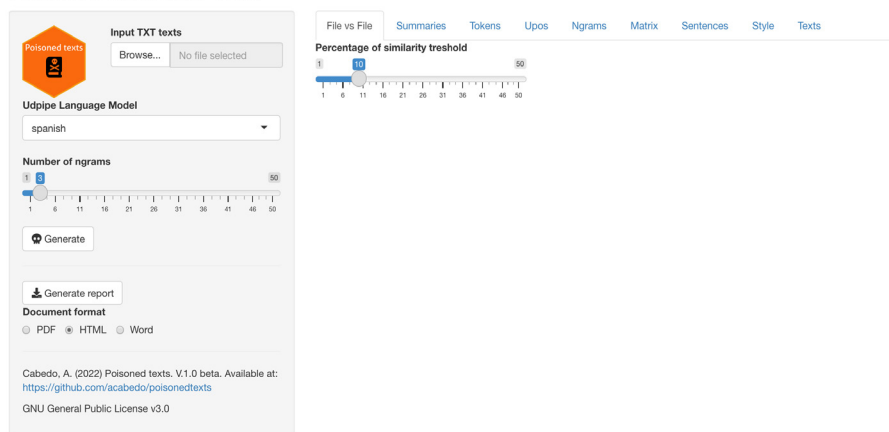 Poisoned texts
Input TXT texts
Browse... No file selected
Udpipe Language Model
spanish
Number of ngrams
1 3 50
1 6 11 16 21 26 31 36 41 46 50
Generate
Generate report
Document format
PDF HTML Word
Cabedo, A. (2022) Poisoned texts. V.1.0 beta. Available at:
https://github.com/acabedo/poisonedtexts
GNU General Public License v3.0
File vs File Summaries Tokens Upos Ngrams Matrix Sentences Style Texts
Percentage of similarity treshold
1 10 50
1 6 11 16 21 26 31 36 41 46 50